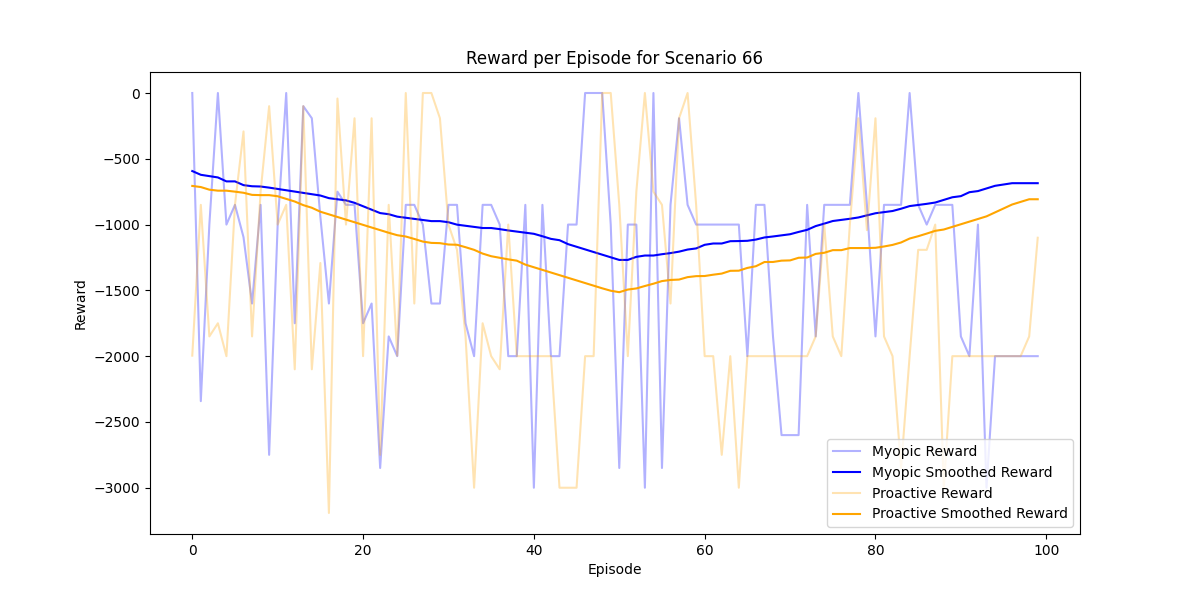 Reward per Episode for Scenario 66
0
−500
−1000
−1500
−2000
−2500
−3000
Reward
Myopic Reward
Myopic Smoothed Reward
Proactive Reward
Proactive Smoothed Reward
0 20 40 60 80 100
Episode